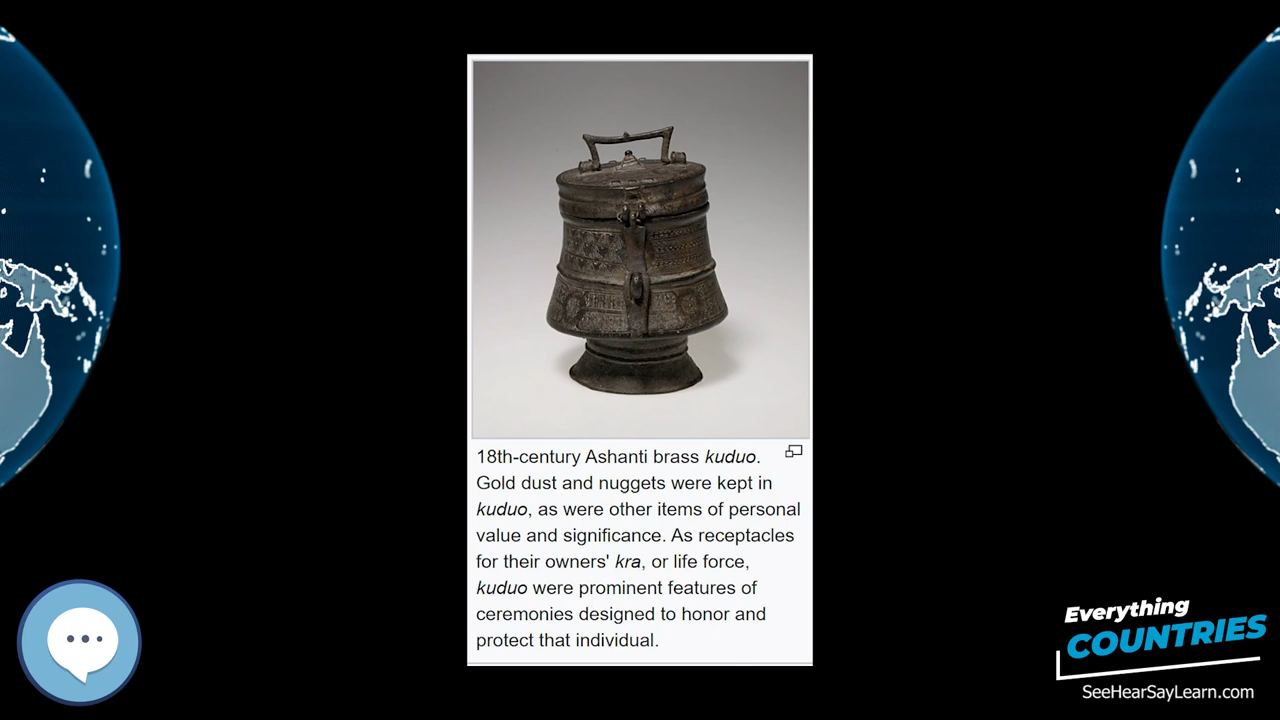 18th-century Ashanti brass kuduo.
Gold dust and nuggets were kept in
kuduo, as were other items of personal
value and significance. As receptacles
for their owners' kra, or life force,
kuduo were prominent features of
ceremonies designed to honor and
protect that individual.
Everything
COUNTRIES
SeeHearSayLearn.com